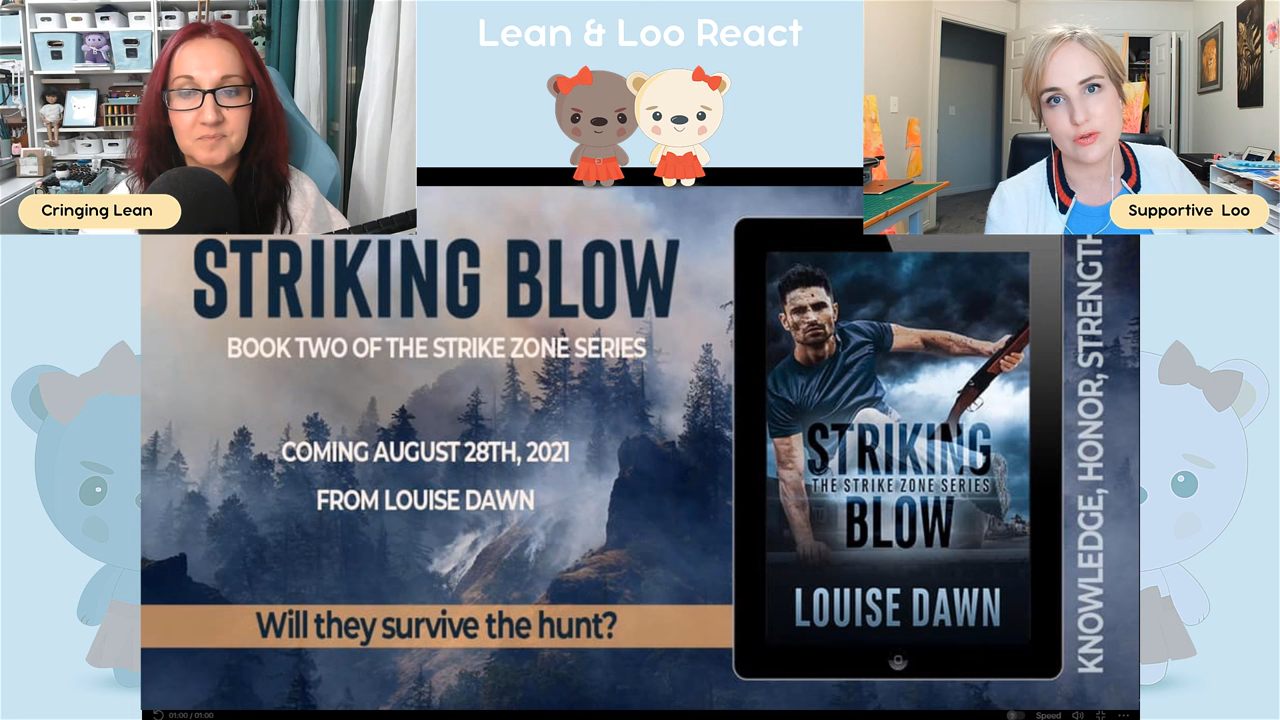 Lean & Loo React
Cringing Lean
Supportive Loo
STRIKING BLOW
BOOK TWO OF THE STRIKE ZONE SERIES
COMING AUGUST 28TH, 2021
FROM LOUISE DAWN
Will they survive the hunt?
STRIKING
THE STRIKE ZONE SERIES
BLOW
LOUISE DAWN
KNOWLEDGE, HONOR, STRENGTH
01:00 / 01:00
Speed